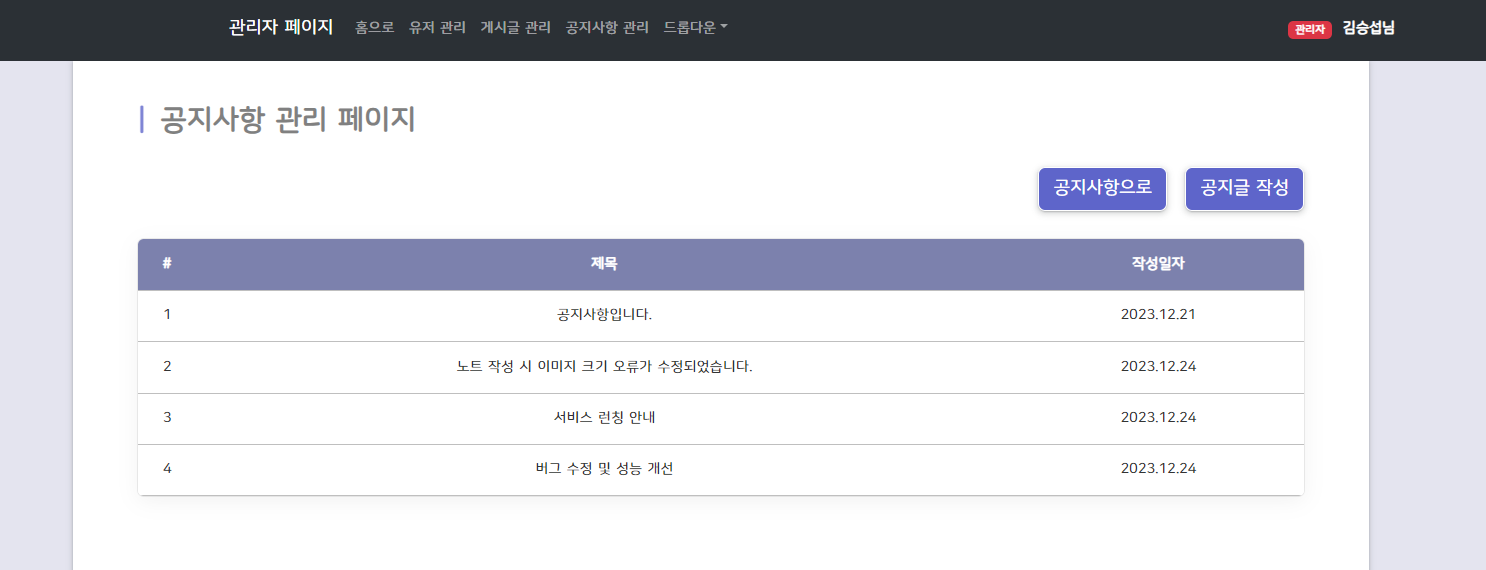 관리자 페이지 홈으로 유저 관리 게시글 관리 공지사항 관리 드롭다운 관리자 김승섭님
공지사항 관리 페이지
공지사항으로 공지글 작성
# 제목 작성일자
1 공지사항입니다. 2023.12.21
2 노트 작성 시 이미지 크기 오류가 수정되었습니다. 2023.12.24
3 서비스 런칭 안내 2023.12.24
4 버그 수정 및 성능 개선 2023.12.24